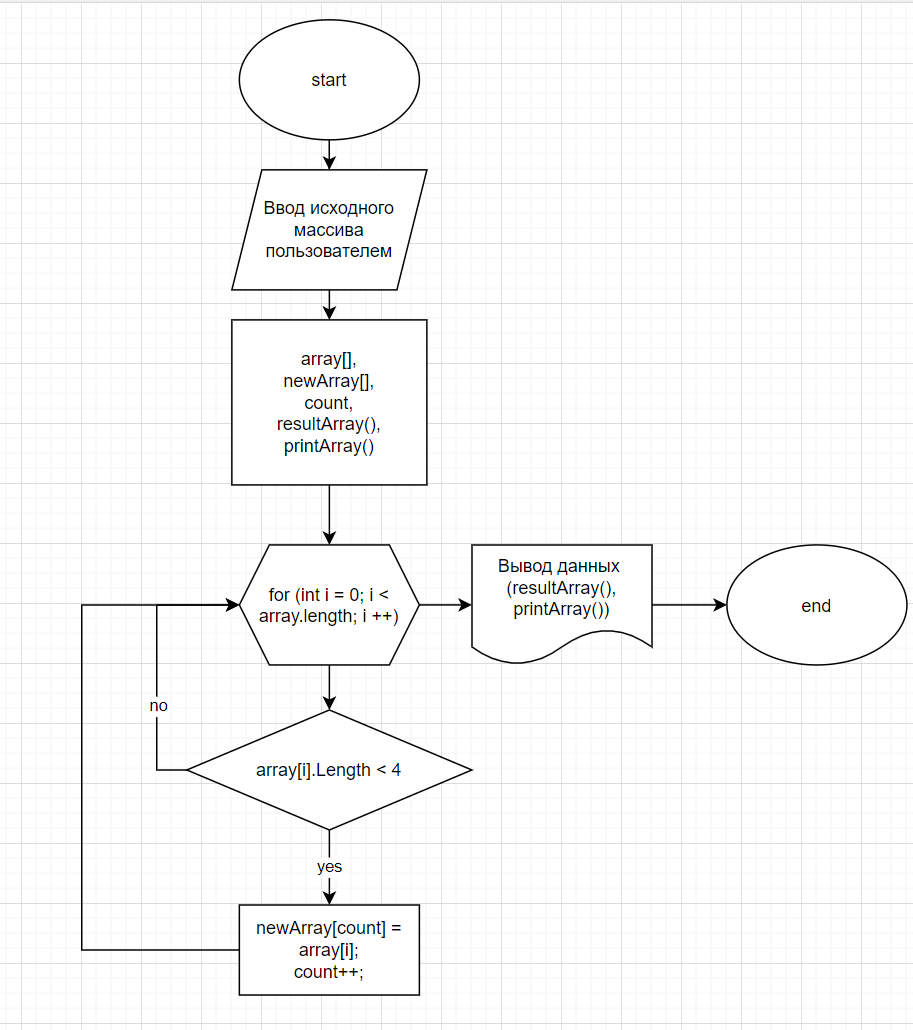 start
Ввод исходного
массива
пользователем
array[],
newArray[],
count,
resultArray(),
printArray()
for (int i = 0; i <
array.length; i ++)
Вывод данных
(resultArray(),
printArray())
end
no
array[i].Length < 4
yes
newArray[count] =
array[i];
count++;